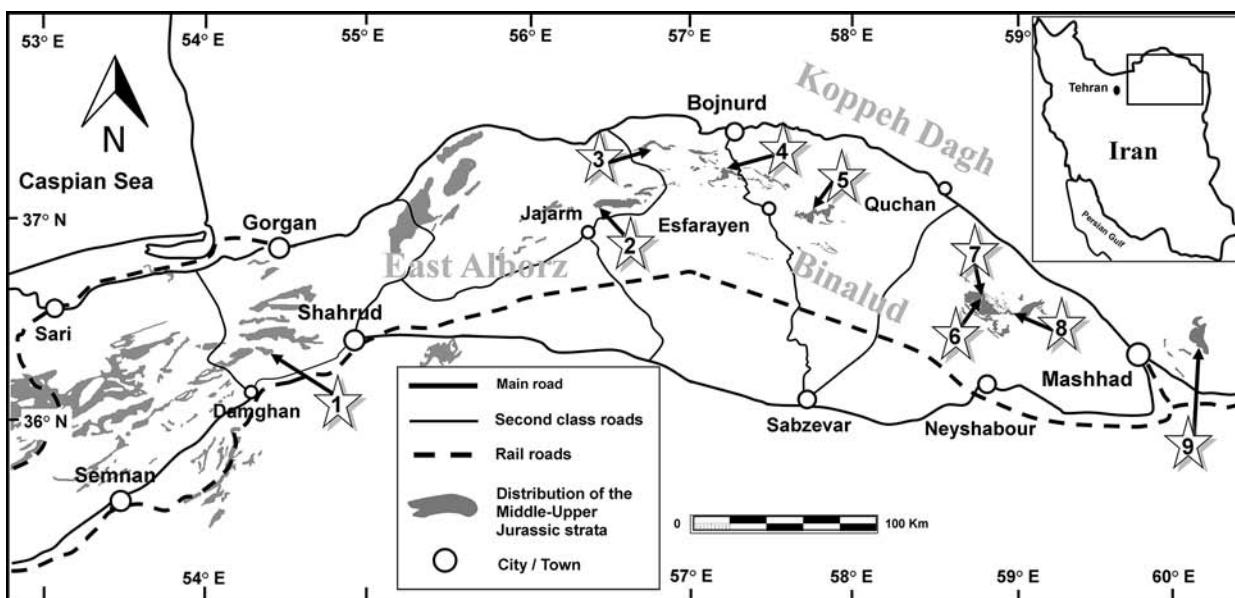 53° E
54° E
55° E
56° E
57° E
58° E
59°
Tehran
Iran
Persian Gulf
N
Caspian Sea
Koppeh Dagh
Bojnurd
3
4
5
37° N
Gorgan
Jajarm
Esfarayen
Quchan
2
7
East Alborz
Binalud
Sari
Shahrud
6
8
Mashhad
Damghan
1
36° N
Sabzevar
Neyshabour
9
Semnan
Main road
Second class roads
Rail roads
Distribution of the
Middle-Upper
Jurassic strata
City / Town
0
100 Km
54° E
57° E
58° E
59° E
60° E